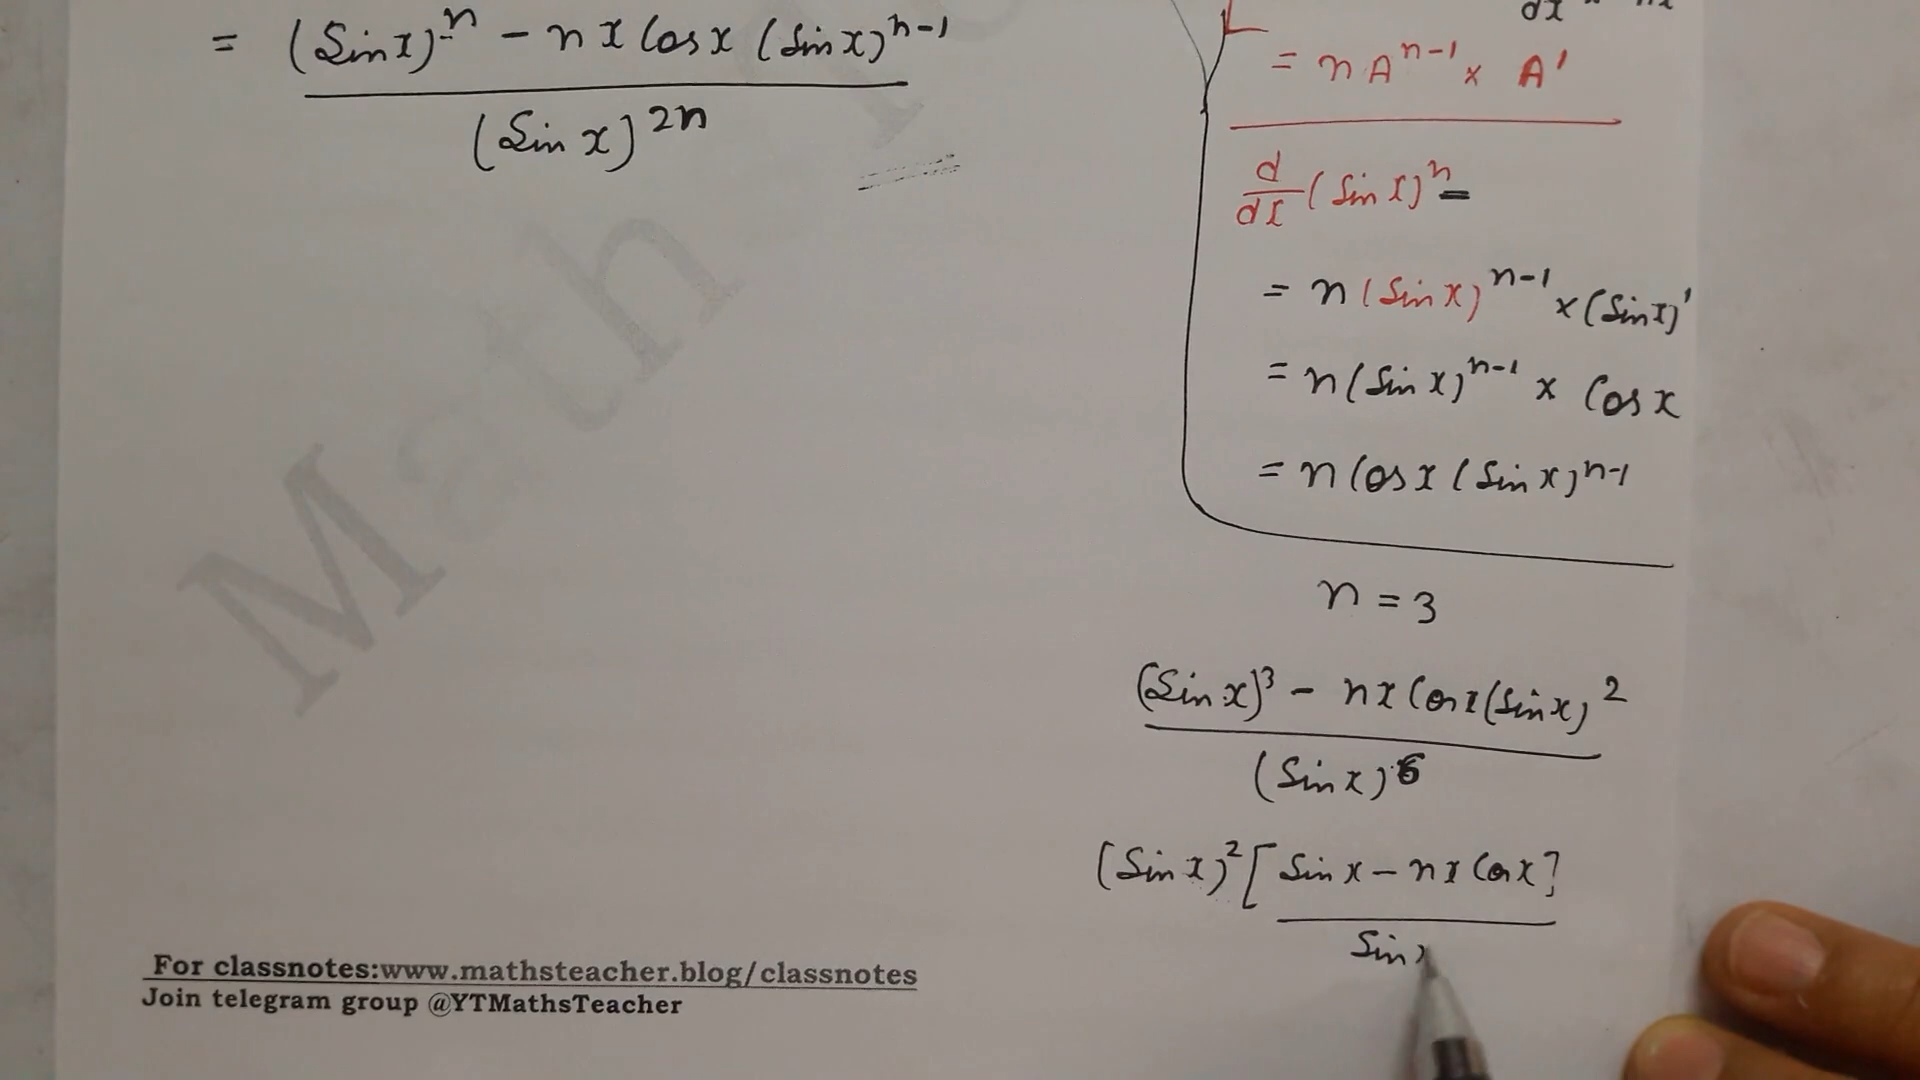 = (Sin x)^n - n x Cos x (Sin x)^n-1
(Sin x)^2n
= n A^n-1 × A'
d/dx (Sin x)^n =
= n (Sin x)^n-1 × (Sin x)'
= n (Sin x)^n-1 × Cos x
= n Cos x (Sin x)^n-1
n = 3
(Sin x)^3 - n x Cos x (Sin x)^2
(Sin x)^6
(Sin x)^2 [Sin x - n x Cos x]
Sin x
Math
For classnotes:www.mathsteacher.blog/classnotes
Join telegram group @YTMathsTeacher